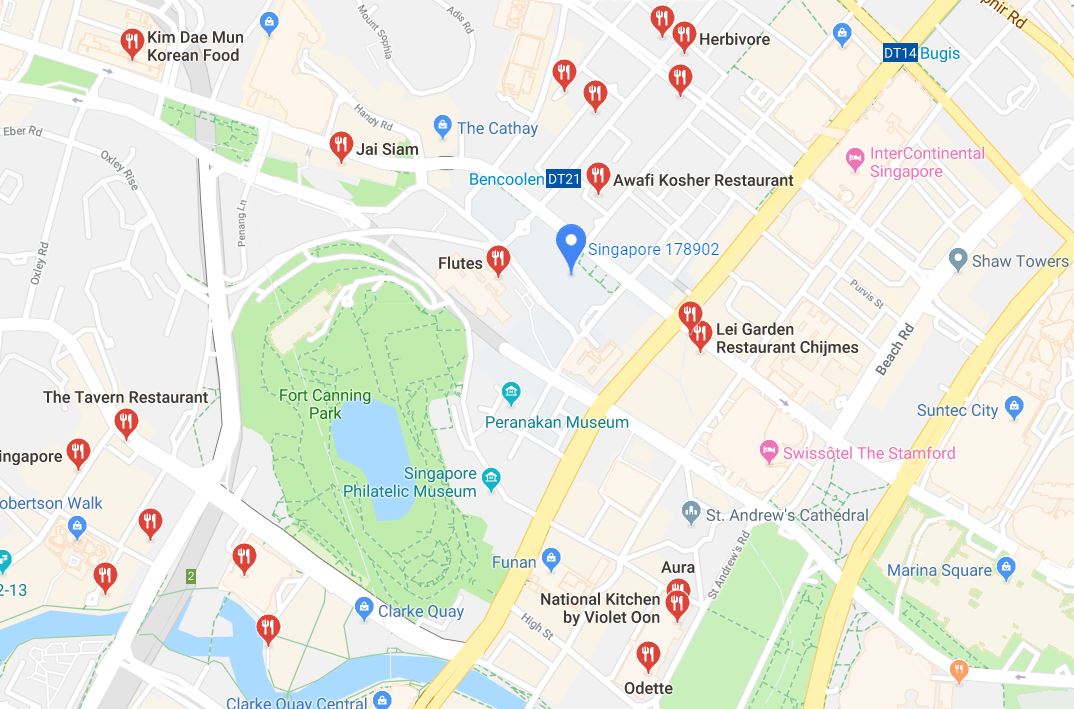 Kim Dae Mun
Korean Food
Mount Sophia
Adis Rd
Herbivore
DT14 Bugis
Handy Rd
The Cathay
Eber Rd
Jai Siam
Oxley Rise
InterContinental
Singapore
Bencoolen DT21
Awafi Kosher Restaurant
Penang Ln
Oxley Rd
Singapore 178902
Flutes
Shaw Towers
Purvis St
Lei Garden
Restaurant Chijmes
Beach Rd
The Tavern Restaurant
Fort Canning
Park
Peranakan Museum
Suntec City
ingapore
Swissôtel The Stamford
Singapore
Philatelic Museum
obertson Walk
St. Andrew's Cathedral
St Andrew's Rd
Funan
Aura
Marina Square
2
2-13
National Kitchen
by Violet Oon
Clarke Quay
High St
Odette
Clarke Quay Central